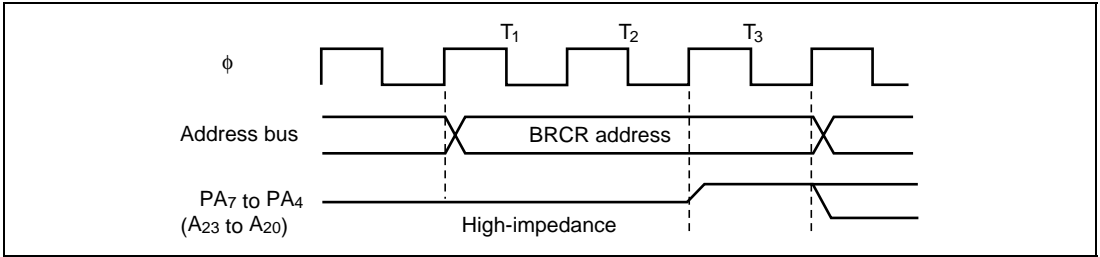 T1 T2 T3
φ
Address bus BRCR address
PA7 to PA4
(A23 to A20) High-impedance